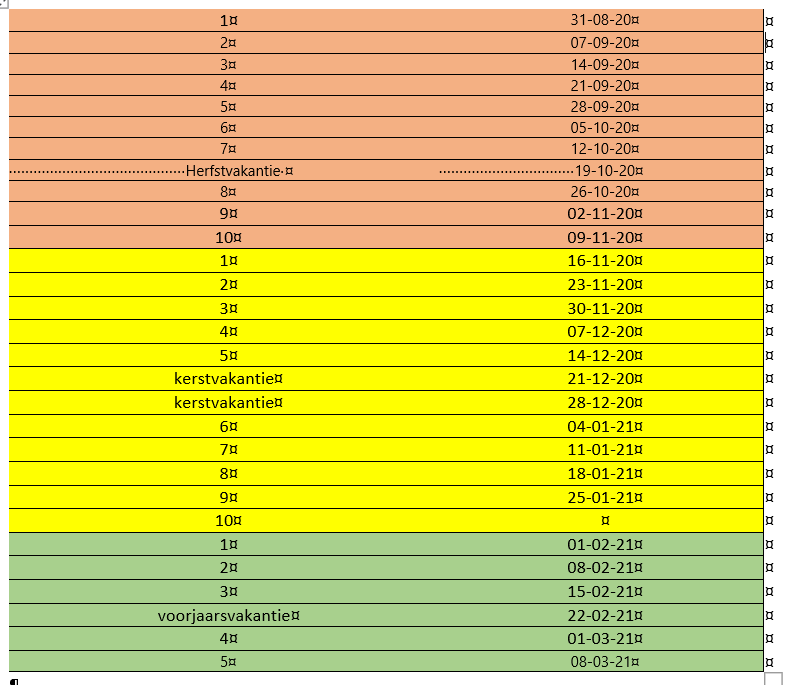 1¤ 31-08-20¤ ¤
2¤ 07-09-20¤ ¤
3¤ 14-09-20¤ ¤
4¤ 21-09-20¤ ¤
5¤ 28-09-20¤ ¤
6¤ 05-10-20¤ ¤
7¤ 12-10-20¤ ¤
Herfstvakantie·¤ 19-10-20¤ ¤
8¤ 26-10-20¤ ¤
9¤ 02-11-20¤ ¤
10¤ 09-11-20¤ ¤
1¤ 16-11-20¤ ¤
2¤ 23-11-20¤ ¤
3¤ 30-11-20¤ ¤
4¤ 07-12-20¤ ¤
5¤ 14-12-20¤ ¤
kerstvakantie¤ 21-12-20¤ ¤
kerstvakantie¤ 28-12-20¤ ¤
6¤ 04-01-21¤ ¤
7¤ 11-01-21¤ ¤
8¤ 18-01-21¤ ¤
9¤ 25-01-21¤ ¤
10¤ ¤ ¤
1¤ 01-02-21¤ ¤
2¤ 08-02-21¤ ¤
3¤ 15-02-21¤ ¤
voorjaarsvakantie¤ 22-02-21¤ ¤
4¤ 01-03-21¤ ¤
5¤ 08-03-21¤ ¤
¶